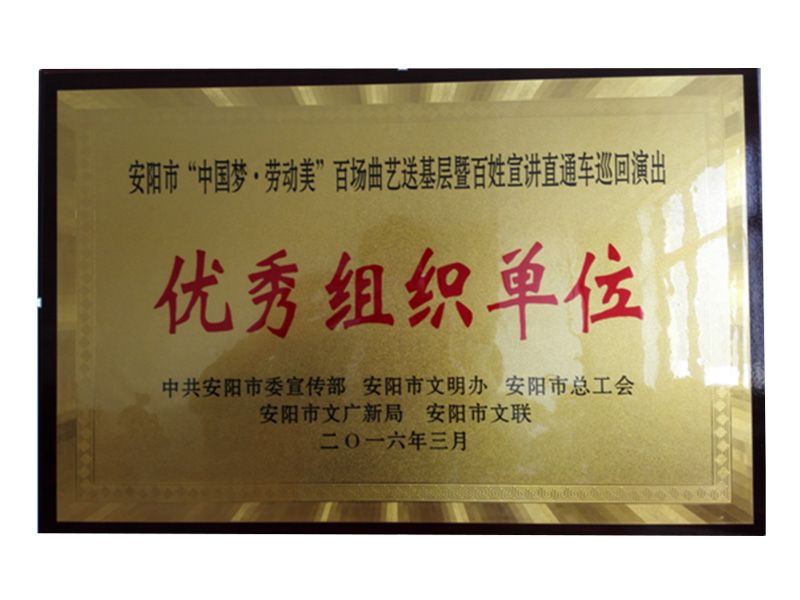 安阳市“中国梦·劳动美”百场曲艺送基层暨百姓宣讲直通车巡回演出
优秀组织单位
中共安阳市委宣传部 安阳市文明办 安阳市总工会
安阳市文广新局 安阳市文联
二〇一六年三月